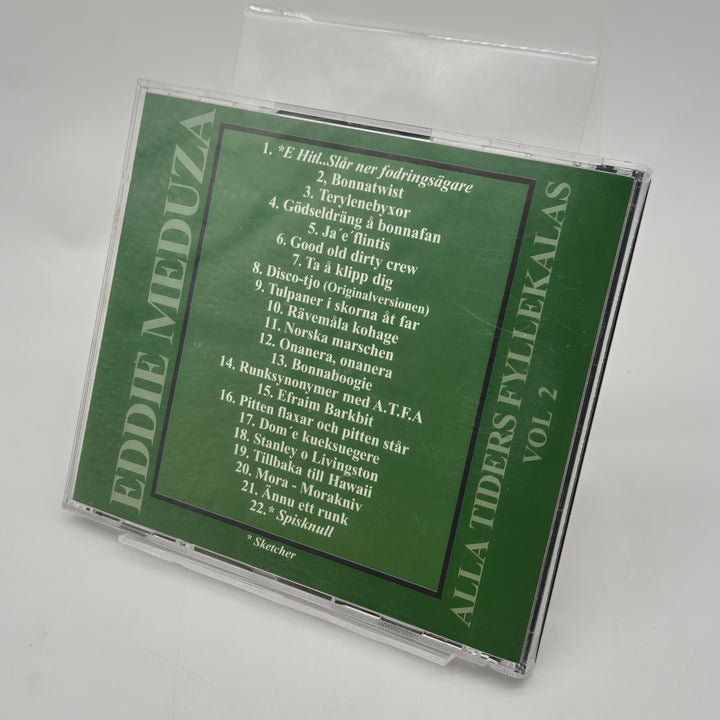 EDDIE MEDUZA
1. *E Hitl..Slår ner fodringsägare
2, Bonnatwist
3. Terylenebyxor
4. Gödseldräng å bonnafan
5. Ja´e´flintis
6. Good old dirty crew
7. Ta å klipp dig
8. Disco-tjo (Originalversionen)
9. Tulpaner i skorna åt far
10. Rävemåla kohage
11. Norska marschen
12. Onanera, onanera
13. Bonnaboogie
14. Runksynonymer med A.T.F.A
15. Efraim Barkbit
16. Pitten flaxar och pitten står
17. Dom´e kueksuegere
18. Stanley o Livingston
19. Tillbaka till Hawaii
20. Mora - Morakniv
21. Ännu ett runk
22.* Spisknull
* Sketcher
ALLA TIDERS FYLLEKALAS
VOL 2